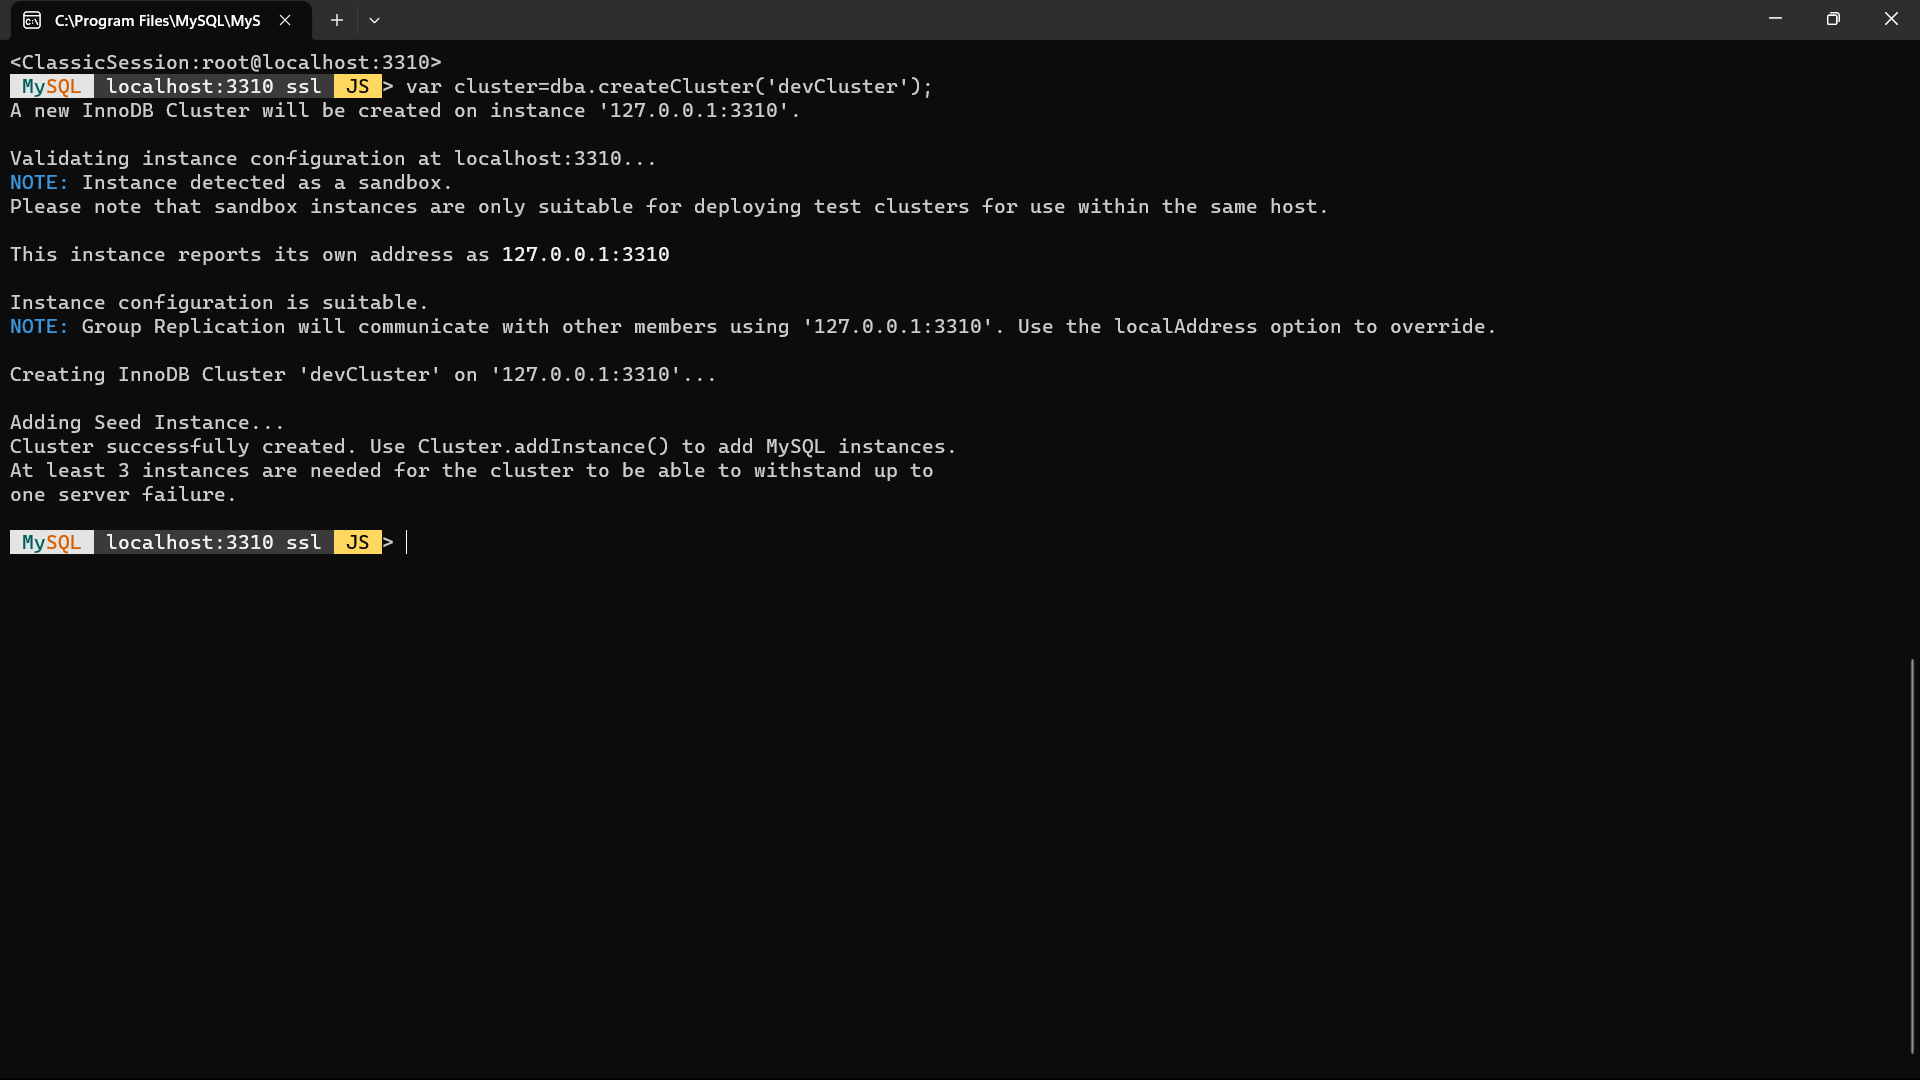 C:\Program Files\MySQL\MyS
<ClassicSession:root@localhost:3310>
MySQL localhost:3310 ssl JS > var cluster=dba.createCluster('devCluster');
A new InnoDB Cluster will be created on instance '127.0.0.1:3310'.
Validating instance configuration at localhost:3310...
NOTE: Instance detected as a sandbox.
Please note that sandbox instances are only suitable for deploying test clusters for use within the same host.
This instance reports its own address as 127.0.0.1:3310
Instance configuration is suitable.
NOTE: Group Replication will communicate with other members using '127.0.0.1:3310'. Use the localAddress option to override.
Creating InnoDB Cluster 'devCluster' on '127.0.0.1:3310'...
Adding Seed Instance...
Cluster successfully created. Use Cluster.addInstance() to add MySQL instances.
At least 3 instances are needed for the cluster to be able to withstand up to
one server failure.
MySQL localhost:3310 ssl JS >